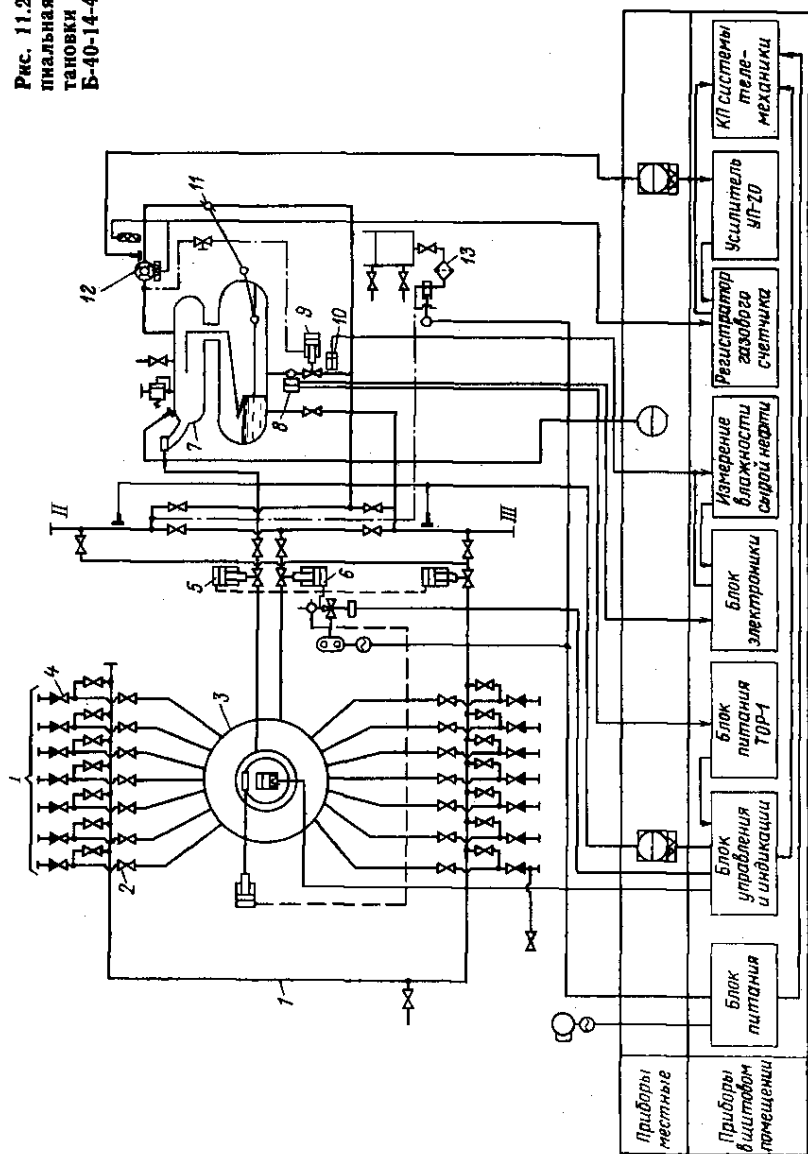 Рис. 11.2
пиальная
тановки
Б-40-14-4
I
II
III
1
2
3
4
5
6
7
8
9
10
11
12
13
Приборы
местные
Приборы
в щитовом
помещении
Блок
питания
Блок
управления
и индикации
Блок
питания
ТОР-1
Блок
электроники
Измерение
влажности
сырой нефти
Регистратор
газового
счетчика
Усилитель
УП-20
КП системы
теле-
механики